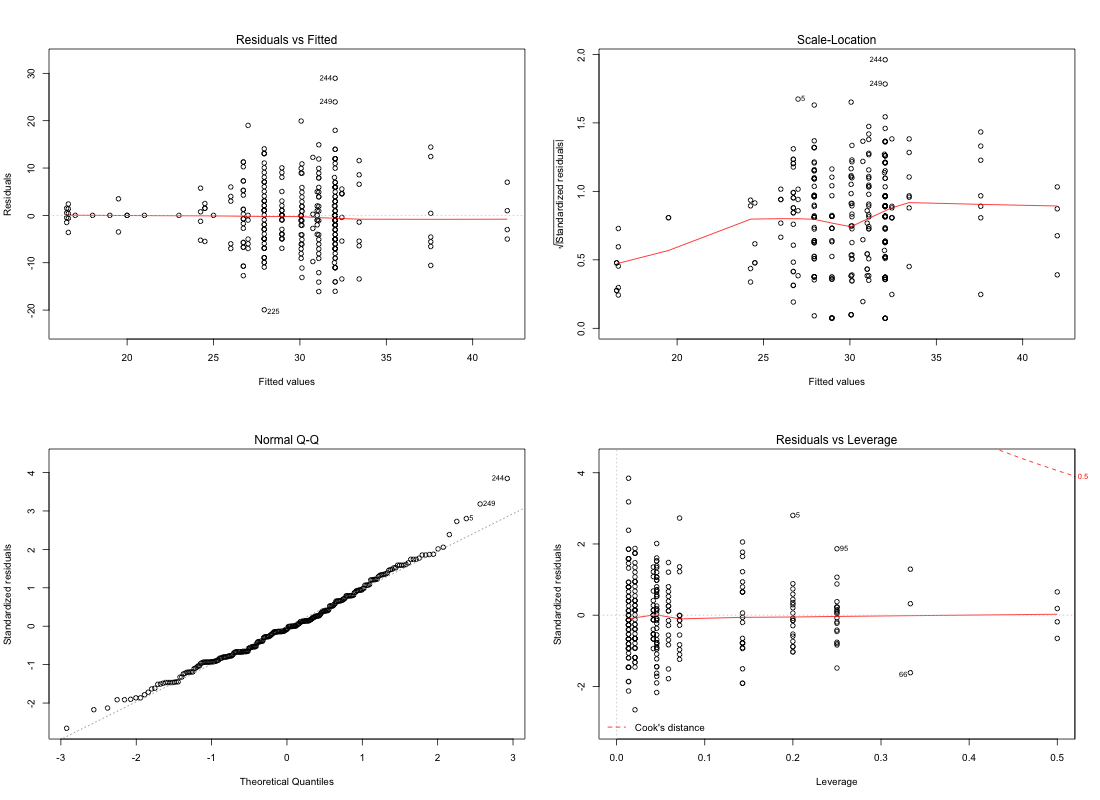 Residuals vs Fitted
Residuals
30
20
10
0
-10
-20
244
249
225
20 25 30 35 40
Fitted values
Scale-Location
√|Standardized residuals|
2.0
1.5
1.0
0.5
0.0
244
249
5
20 25 30 35 40
Fitted values
Normal Q-Q
Standardized residuals
4
3
2
1
0
-1
-2
244
249
5
-3 -2 -1 0 1 2 3
Theoretical Quantiles
Residuals vs Leverage
Standardized residuals
4
2
0
-2
0.5
5
95
66
Cook's distance
0.0 0.1 0.2 0.3 0.4 0.5
Leverage